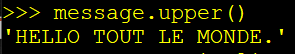 >>> message.upper()
'HELLO TOUT LE MONDE.'